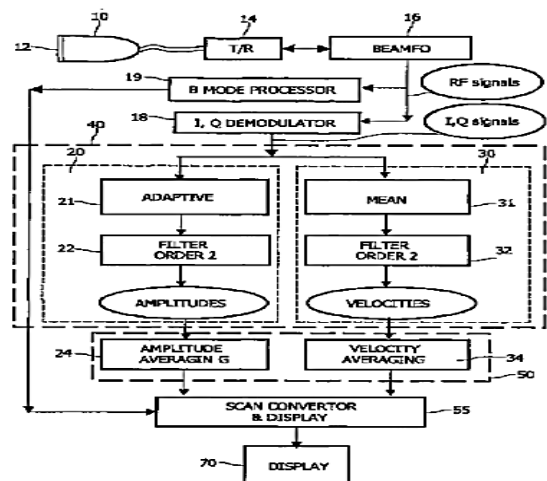 10
14
16
12
T/R
BEAMFO
19
B MODE PROCESSOR
RF signals
18
I, Q DEMODULATOR
I,Q signals
40
20
30
21
ADAPTIVE
MEAN
31
22
FILTER
ORDER 2
FILTER
ORDER 2
32
AMPLITUDES
VELOCITIES
24
AMPLITUDE
AVERAGIN G
VELOCITY
AVERAGING
34
50
SCAN CONVERTOR
& DISPLAY
55
70
DISPLAY